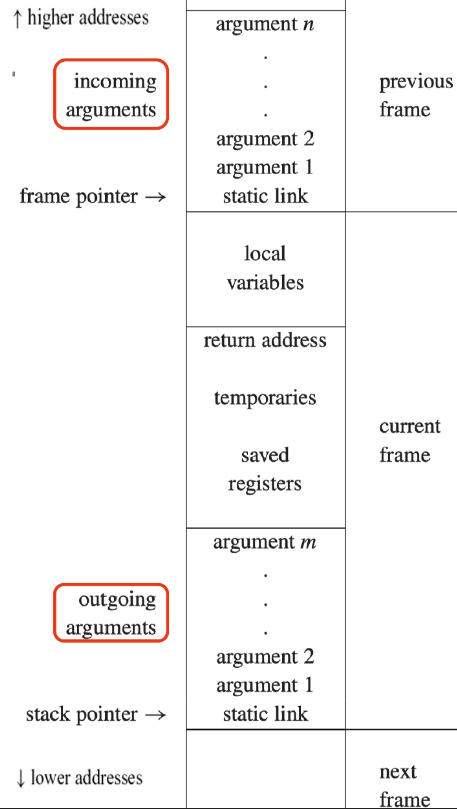 ↑ higher addresses
argument n
.
.
.
incoming
arguments
previous
frame
argument 2
argument 1
frame pointer →
static link
local
variables
return address
temporaries
saved
registers
current
frame
argument m
.
.
.
outgoing
arguments
argument 2
argument 1
stack pointer →
static link
↓ lower addresses
next
frame